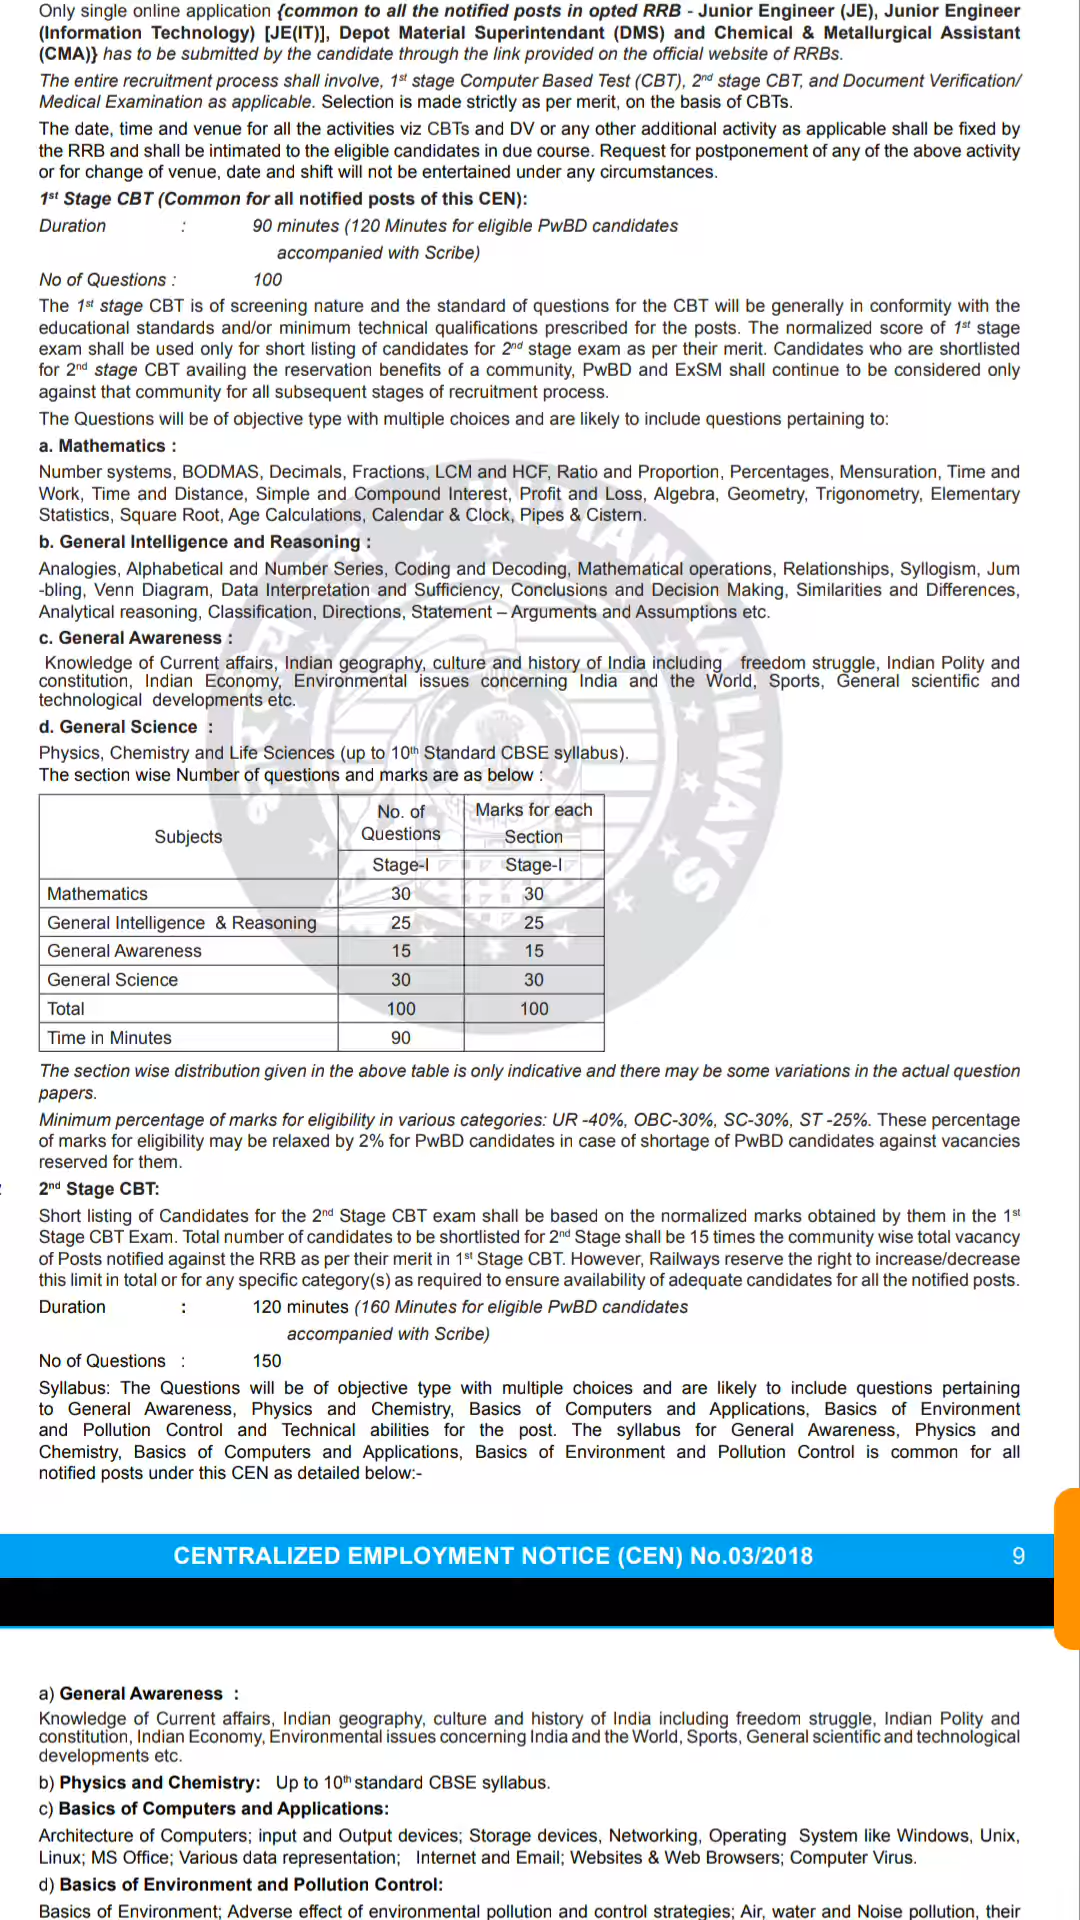 Only single online application {common to all the notified posts in opted RRB - Junior Engineer (JE), Junior Engineer
(Information Technology) [JE(IT)], Depot Material Superintendant (DMS) and Chemical & Metallurgical Assistant
(CMA)} has to be submitted by the candidate through the link provided on the official website of RRBs.
The entire recruitment process shall involve, 1st stage Computer Based Test (CBT), 2nd stage CBT, and Document Verification/
Medical Examination as applicable. Selection is made strictly as per merit, on the basis of CBTs.
The date, time and venue for all the activities viz CBTs and DV or any other additional activity as applicable shall be fixed by
the RRB and shall be intimated to the eligible candidates in due course. Request for postponement of any of the above activity
or for change of venue, date and shift will not be entertained under any circumstances.
1st Stage CBT (Common for all notified posts of this CEN):
Duration : 90 minutes (120 Minutes for eligible PwBD candidates
accompanied with Scribe)
No of Questions : 100
The 1st stage CBT is of screening nature and the standard of questions for the CBT will be generally in conformity with the
educational standards and/or minimum technical qualifications prescribed for the posts. The normalized score of 1st stage
exam shall be used only for short listing of candidates for 2nd stage exam as per their merit. Candidates who are shortlisted
for 2nd stage CBT availing the reservation benefits of a community, PwBD and ExSM shall continue to be considered only
against that community for all subsequent stages of recruitment process.
The Questions will be of objective type with multiple choices and are likely to include questions pertaining to:
a. Mathematics :
Number systems, BODMAS, Decimals, Fractions, LCM and HCF, Ratio and Proportion, Percentages, Mensuration, Time and
Work, Time and Distance, Simple and Compound Interest, Profit and Loss, Algebra, Geometry, Trigonometry, Elementary
Statistics, Square Root, Age Calculations, Calendar & Clock, Pipes & Cistern.
b. General Intelligence and Reasoning :
Analogies, Alphabetical and Number Series, Coding and Decoding, Mathematical operations, Relationships, Syllogism, Jum
-bling, Venn Diagram, Data Interpretation and Sufficiency, Conclusions and Decision Making, Similarities and Differences,
Analytical reasoning, Classification, Directions, Statement – Arguments and Assumptions etc.
c. General Awareness :
Knowledge of Current affairs, Indian geography, culture and history of India including freedom struggle, Indian Polity and
constitution, Indian Economy, Environmental issues concerning India and the World, Sports, General scientific and
technological developments etc.
d. General Science :
Physics, Chemistry and Life Sciences (up to 10th Standard CBSE syllabus).
The section wise Number of questions and marks are as below :
Subjects No. of Questions Marks for each Section
Stage-I Stage-I
Mathematics 30 30
General Intelligence & Reasoning 25 25
General Awareness 15 15
General Science 30 30
Total 100 100
Time in Minutes 90
INDIAN RAILWAYS
The section wise distribution given in the above table is only indicative and there may be some variations in the actual question
papers.
Minimum percentage of marks for eligibility in various categories: UR -40%, OBC-30%, SC-30%, ST -25%. These percentage
of marks for eligibility may be relaxed by 2% for PwBD candidates in case of shortage of PwBD candidates against vacancies
reserved for them.
2nd Stage CBT:
Short listing of Candidates for the 2nd Stage CBT exam shall be based on the normalized marks obtained by them in the 1st
Stage CBT Exam. Total number of candidates to be shortlisted for 2nd Stage shall be 15 times the community wise total vacancy
of Posts notified against the RRB as per their merit in 1st Stage CBT. However, Railways reserve the right to increase/decrease
this limit in total or for any specific category(s) as required to ensure availability of adequate candidates for all the notified posts.
Duration : 120 minutes (160 Minutes for eligible PwBD candidates
accompanied with Scribe)
No of Questions : 150
Syllabus: The Questions will be of objective type with multiple choices and are likely to include questions pertaining
to General Awareness, Physics and Chemistry, Basics of Computers and Applications, Basics of Environment
and Pollution Control and Technical abilities for the post. The syllabus for General Awareness, Physics and
Chemistry, Basics of Computers and Applications, Basics of Environment and Pollution Control is common for all
notified posts under this CEN as detailed below:-
CENTRALIZED EMPLOYMENT NOTICE (CEN) No.03/2018 9
a) General Awareness :
Knowledge of Current affairs, Indian geography, culture and history of India including freedom struggle, Indian Polity and
constitution, Indian Economy, Environmental issues concerning India and the World, Sports, General scientific and technological
developments etc.
b) Physics and Chemistry: Up to 10th standard CBSE syllabus.
c) Basics of Computers and Applications:
Architecture of Computers; input and Output devices; Storage devices, Networking, Operating System like Windows, Unix,
Linux; MS Office; Various data representation; Internet and Email; Websites & Web Browsers; Computer Virus.
d) Basics of Environment and Pollution Control:
Basics of Environment; Adverse effect of environmental pollution and control strategies; Air, water and Noise pollution, their